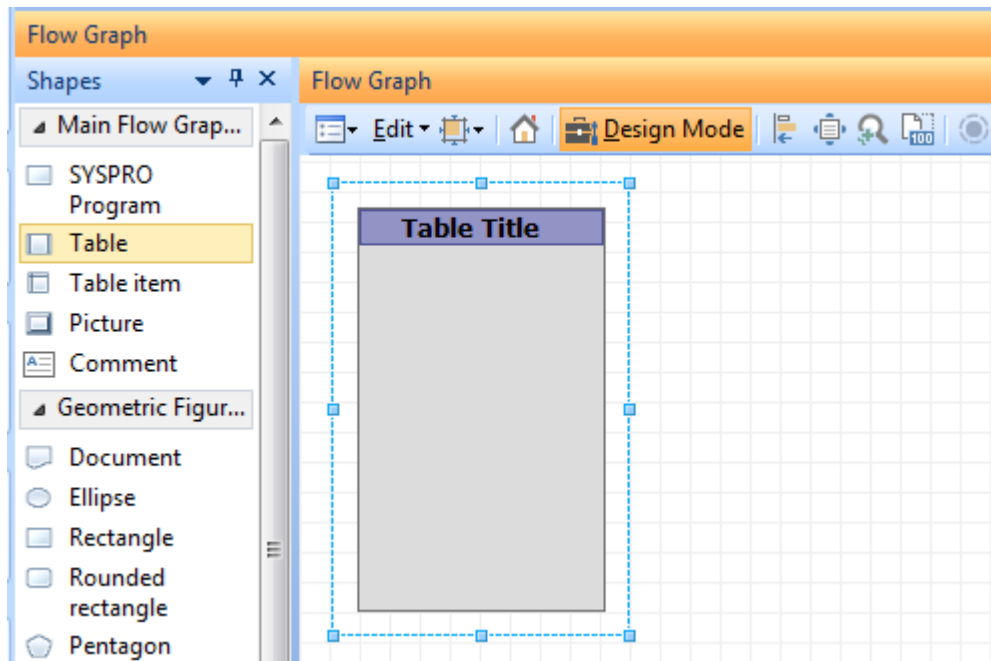 Flow Graph
Shapes
Flow Graph
Main Flow Grap...
Edit
Design Mode
100
SYSPRO
Program
Table
Table item
Picture
A Comment
Geometric Figur...
Document
Ellipse
Rectangle
Rounded
rectangle
Pentagon
Table Title